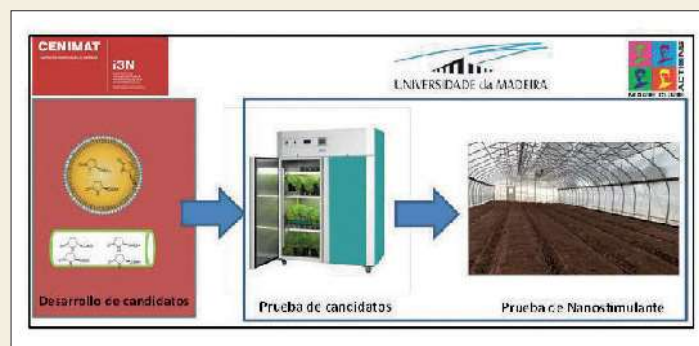 CENIMAT
i3N
UNIVERSIDADE da MADEIRA
Desarrollo de candidatos
Prueba de candidatos
Prueba de Nanostimulante